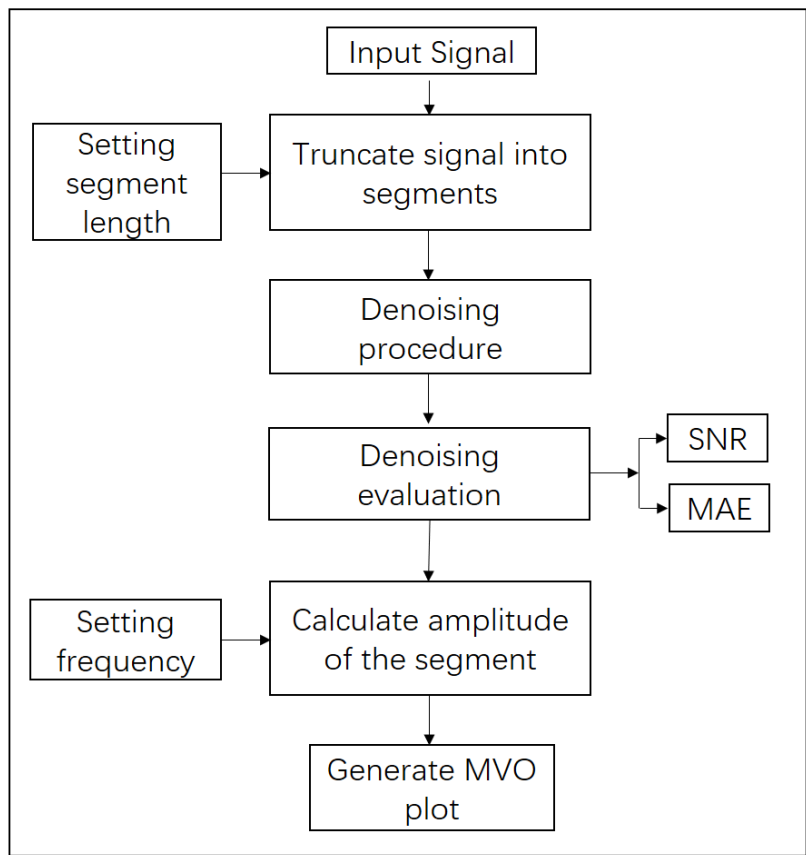 Input Signal
Setting
segment
length
Truncate signal into
segments
Denoising
procedure
Denoising
evaluation
SNR
MAE
Setting
frequency
Calculate amplitude
of the segment
Generate MVO
plot